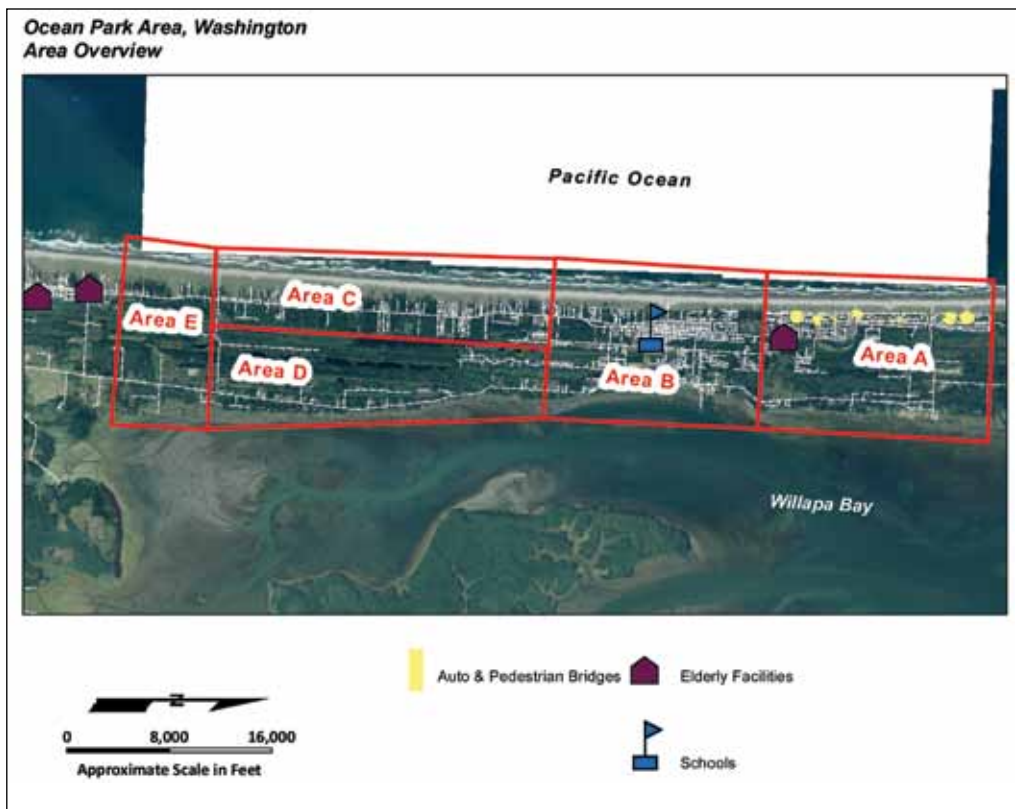 Ocean Park Area, Washington
Area Overview
Pacific Ocean
Area C
Area E
Area D
Area B
Area A
Willapa Bay
Auto & Pedestrian Bridges
Elderly Facilities
N
0 8,000 16,000
Approximate Scale in Feet
Schools